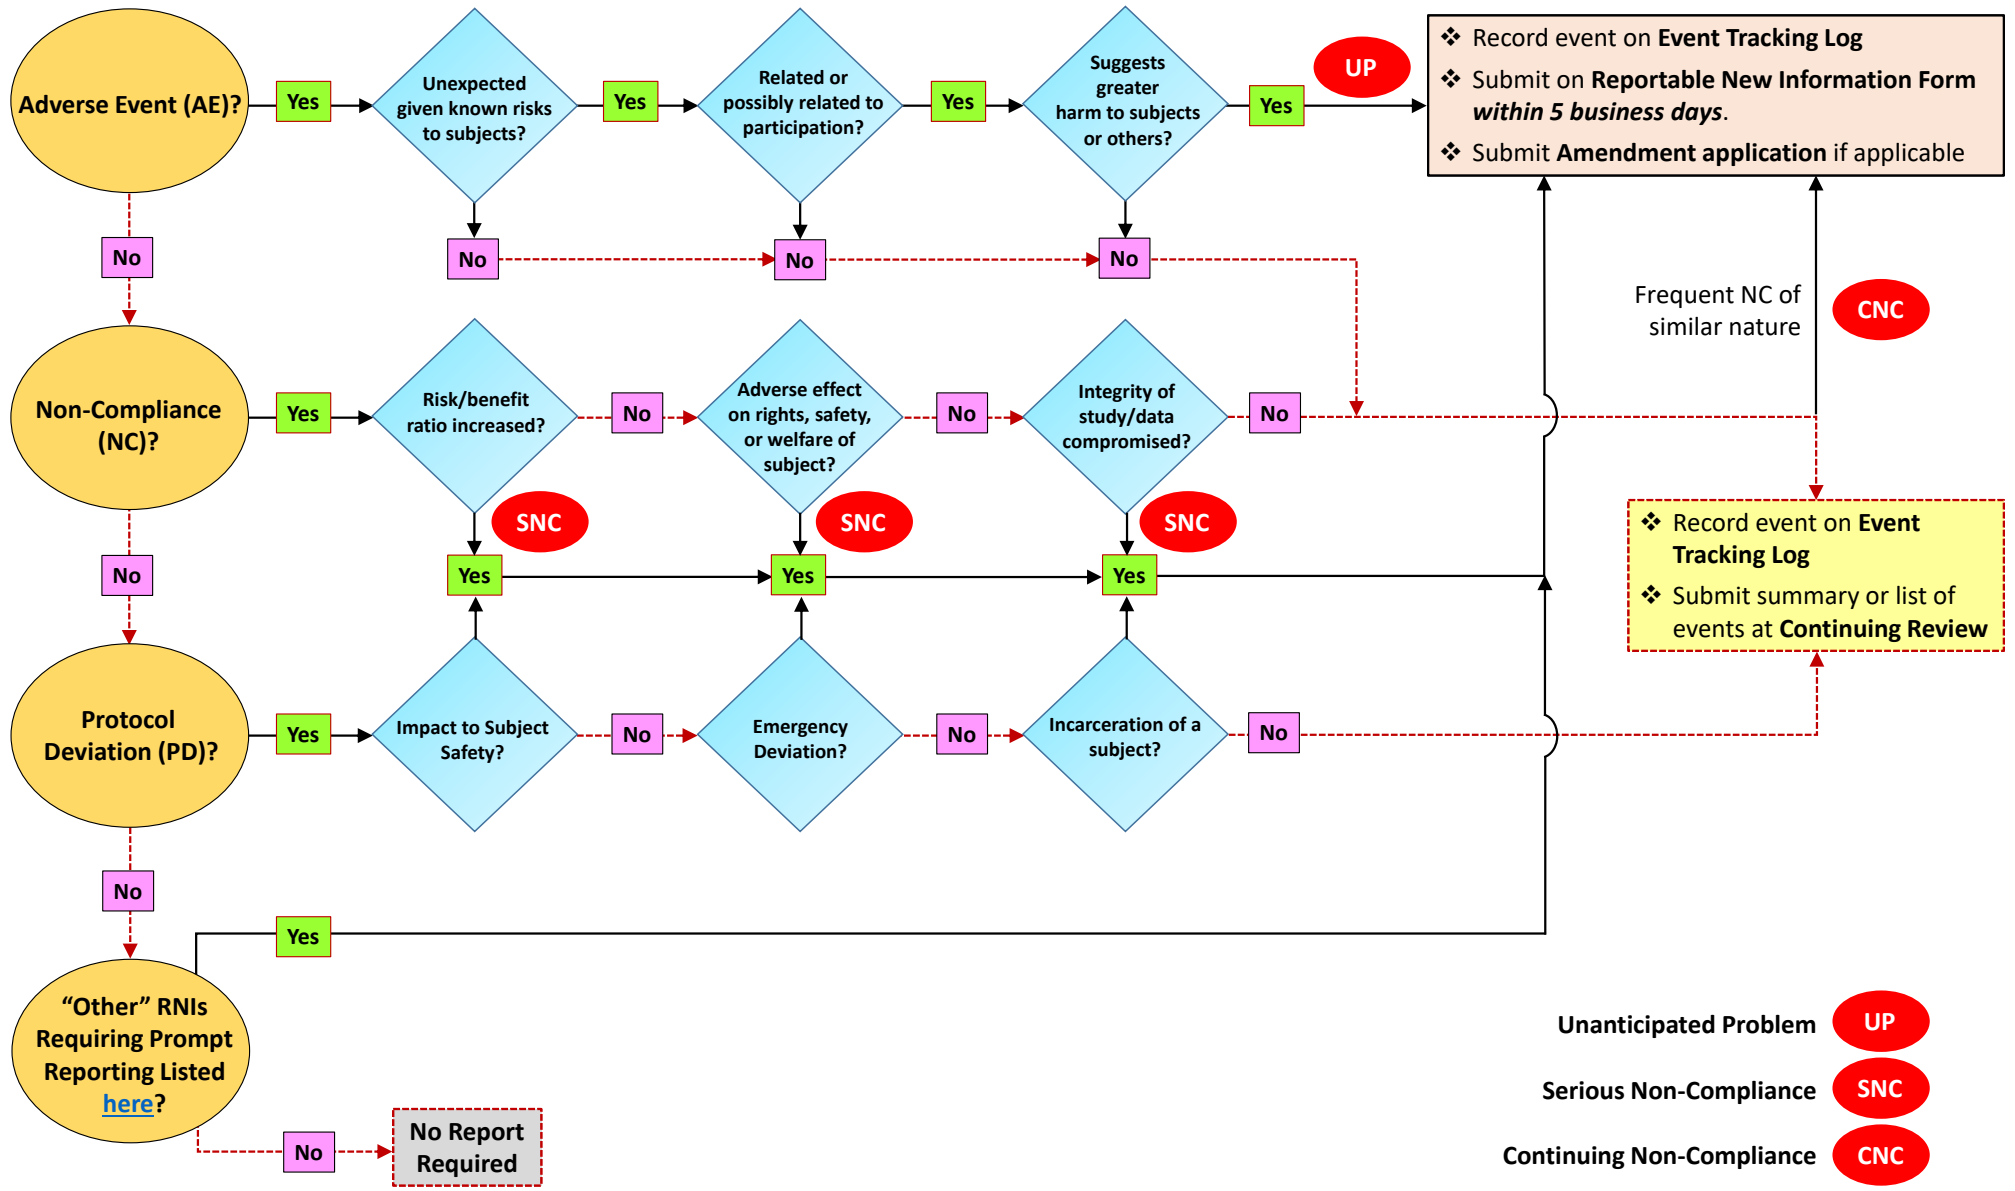 Adverse Event (AE)?
Yes
Unexpected
given known risks
to subjects?
Yes
Related or
possibly related to
participation?
Yes
Suggests
greater
harm to subjects
or others?
Yes
UP
❖ Record event on Event Tracking Log
❖ Submit on Reportable New Information Form
within 5 business days.
❖ Submit Amendment application if applicable
No
No
No
No
Frequent NC of
similar nature
CNC
Non-Compliance
(NC)?
Yes
Risk/benefit
ratio increased?
No
Adverse effect
on rights, safety,
or welfare of
subject?
No
Integrity of
study/data
compromised?
No
SNC
SNC
SNC
No
Yes
Yes
Yes
❖ Record event on Event
Tracking Log
❖ Submit summary or list of
events at Continuing Review
Protocol
Deviation (PD)?
Yes
Impact to Subject
Safety?
No
Emergency
Deviation?
No
Incarceration of a
subject?
No
No
Yes
“Other” RNIs
Requiring Prompt
Reporting Listed
here?
No
No Report
Required
Unanticipated Problem
UP
Serious Non-Compliance
SNC
Continuing Non-Compliance
CNC